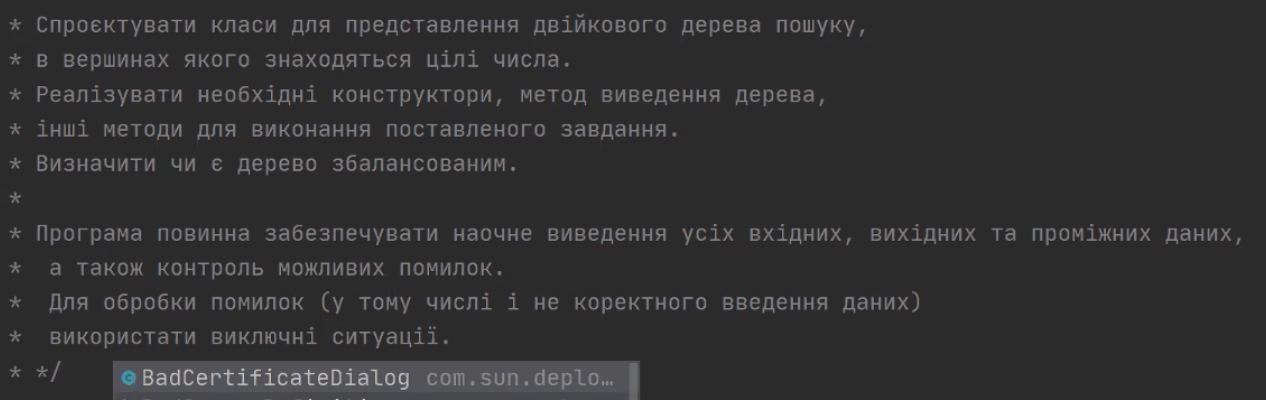 * Спроєктувати класи для представлення двійкового дерева пошуку,
* в вершинах якого знаходяться цілі числа.
* Реалізувати необхідні конструктори, метод виведення дерева,
* інші методи для виконання поставленого завдання.
* Визначити чи є дерево збалансованим.
*
* Програма повинна забезпечувати наочне виведення усіх вхідних, вихідних та проміжних даних,
*  а також контроль можливих помилок.
*  Для обробки помилок (у тому числі і не коректного введення даних)
*  використати виключні ситуації.
* */
BadCertificateDialog com.sun.deplo…